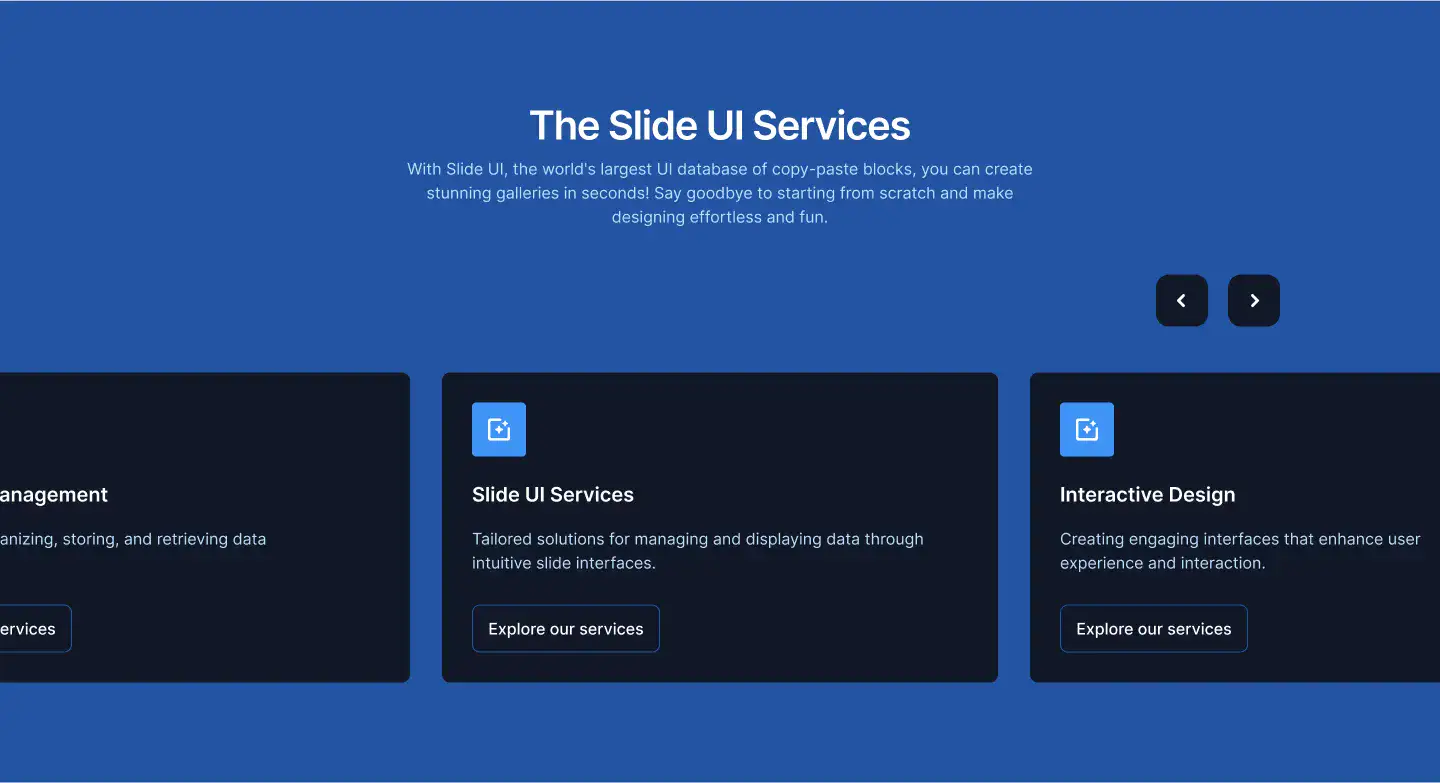 The Slide UI Services
With Slide UI, the world's largest UI database of copy-paste blocks, you can create
stunning galleries in seconds! Say goodbye to starting from scratch and make
designing effortless and fun.
anagement
anizing, storing, and retrieving data
ervices
Slide UI Services
Tailored solutions for managing and displaying data through
intuitive slide interfaces.
Explore our services
Interactive Design
Creating engaging interfaces that enhance user
experience and interaction.
Explore our services